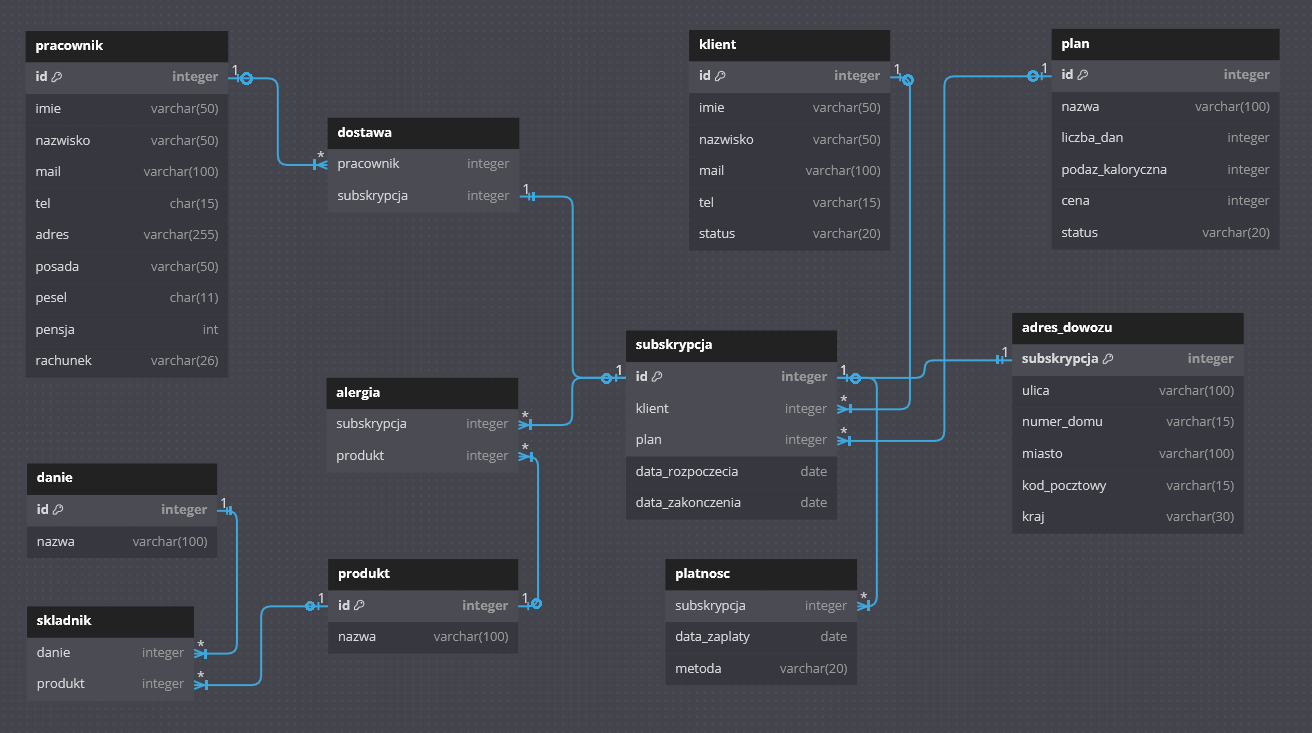 pracownik
id integer
imie varchar(50)
nazwisko varchar(50)
mail varchar(100)
tel char(15)
adres varchar(255)
posada varchar(50)
pesel char(11)
pensja int
rachunek varchar(26)
1
*
dostawa
pracownik integer
subskrypcja integer
1
klient
id integer
imie varchar(50)
nazwisko varchar(50)
mail varchar(100)
tel varchar(15)
status varchar(20)
1
plan
1
id integer
nazwa varchar(100)
liczba_dan integer
podaz_kaloryczna integer
cena integer
status varchar(20)
subskrypcja
1
id integer
1
klient integer
*
plan integer
*
data_rozpoczecia date
data_zakonczenia date
adres_dowozu
1
subskrypcja integer
ulica varchar(100)
numer_domu varchar(15)
miasto varchar(100)
kod_pocztowy varchar(15)
kraj varchar(30)
alergia
subskrypcja integer
*
produkt integer
*
danie
id integer
1
nazwa varchar(100)
skladnik
danie integer
*
produkt integer
*
produkt
1
id integer
1
nazwa varchar(100)
platnosc
subskrypcja integer
*
data_zaplaty date
metoda varchar(20)